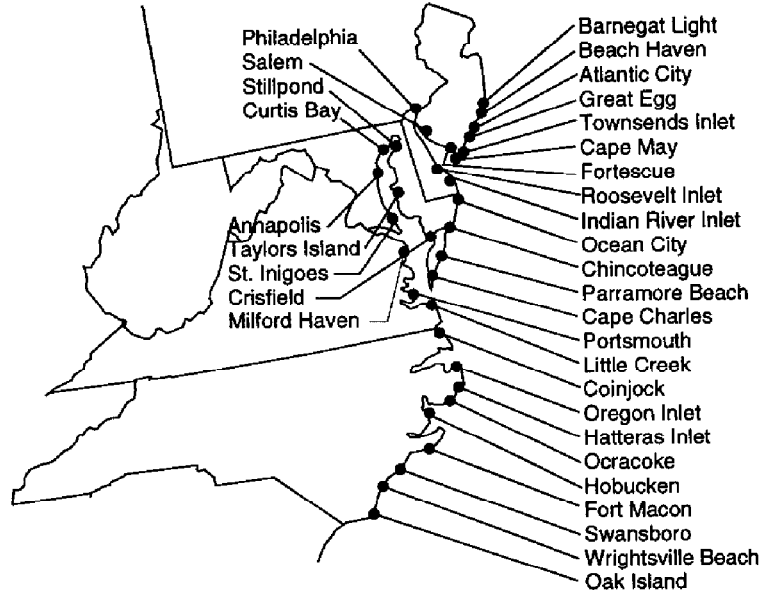 Philadelphia
Salem
Stillpond
Curtis Bay
Annapolis
Taylors Island
St. Inigoes
Crisfield
Milford Haven
Barnegat Light
Beach Haven
Atlantic City
Great Egg
Townsends Inlet
Cape May
Fortescue
Roosevelt Inlet
Indian River Inlet
Ocean City
Chincoteague
Parramore Beach
Cape Charles
Portsmouth
Little Creek
Coinjock
Oregon Inlet
Hatteras Inlet
Ocracoke
Hobucken
Fort Macon
Swansboro
Wrightsville Beach
Oak Island